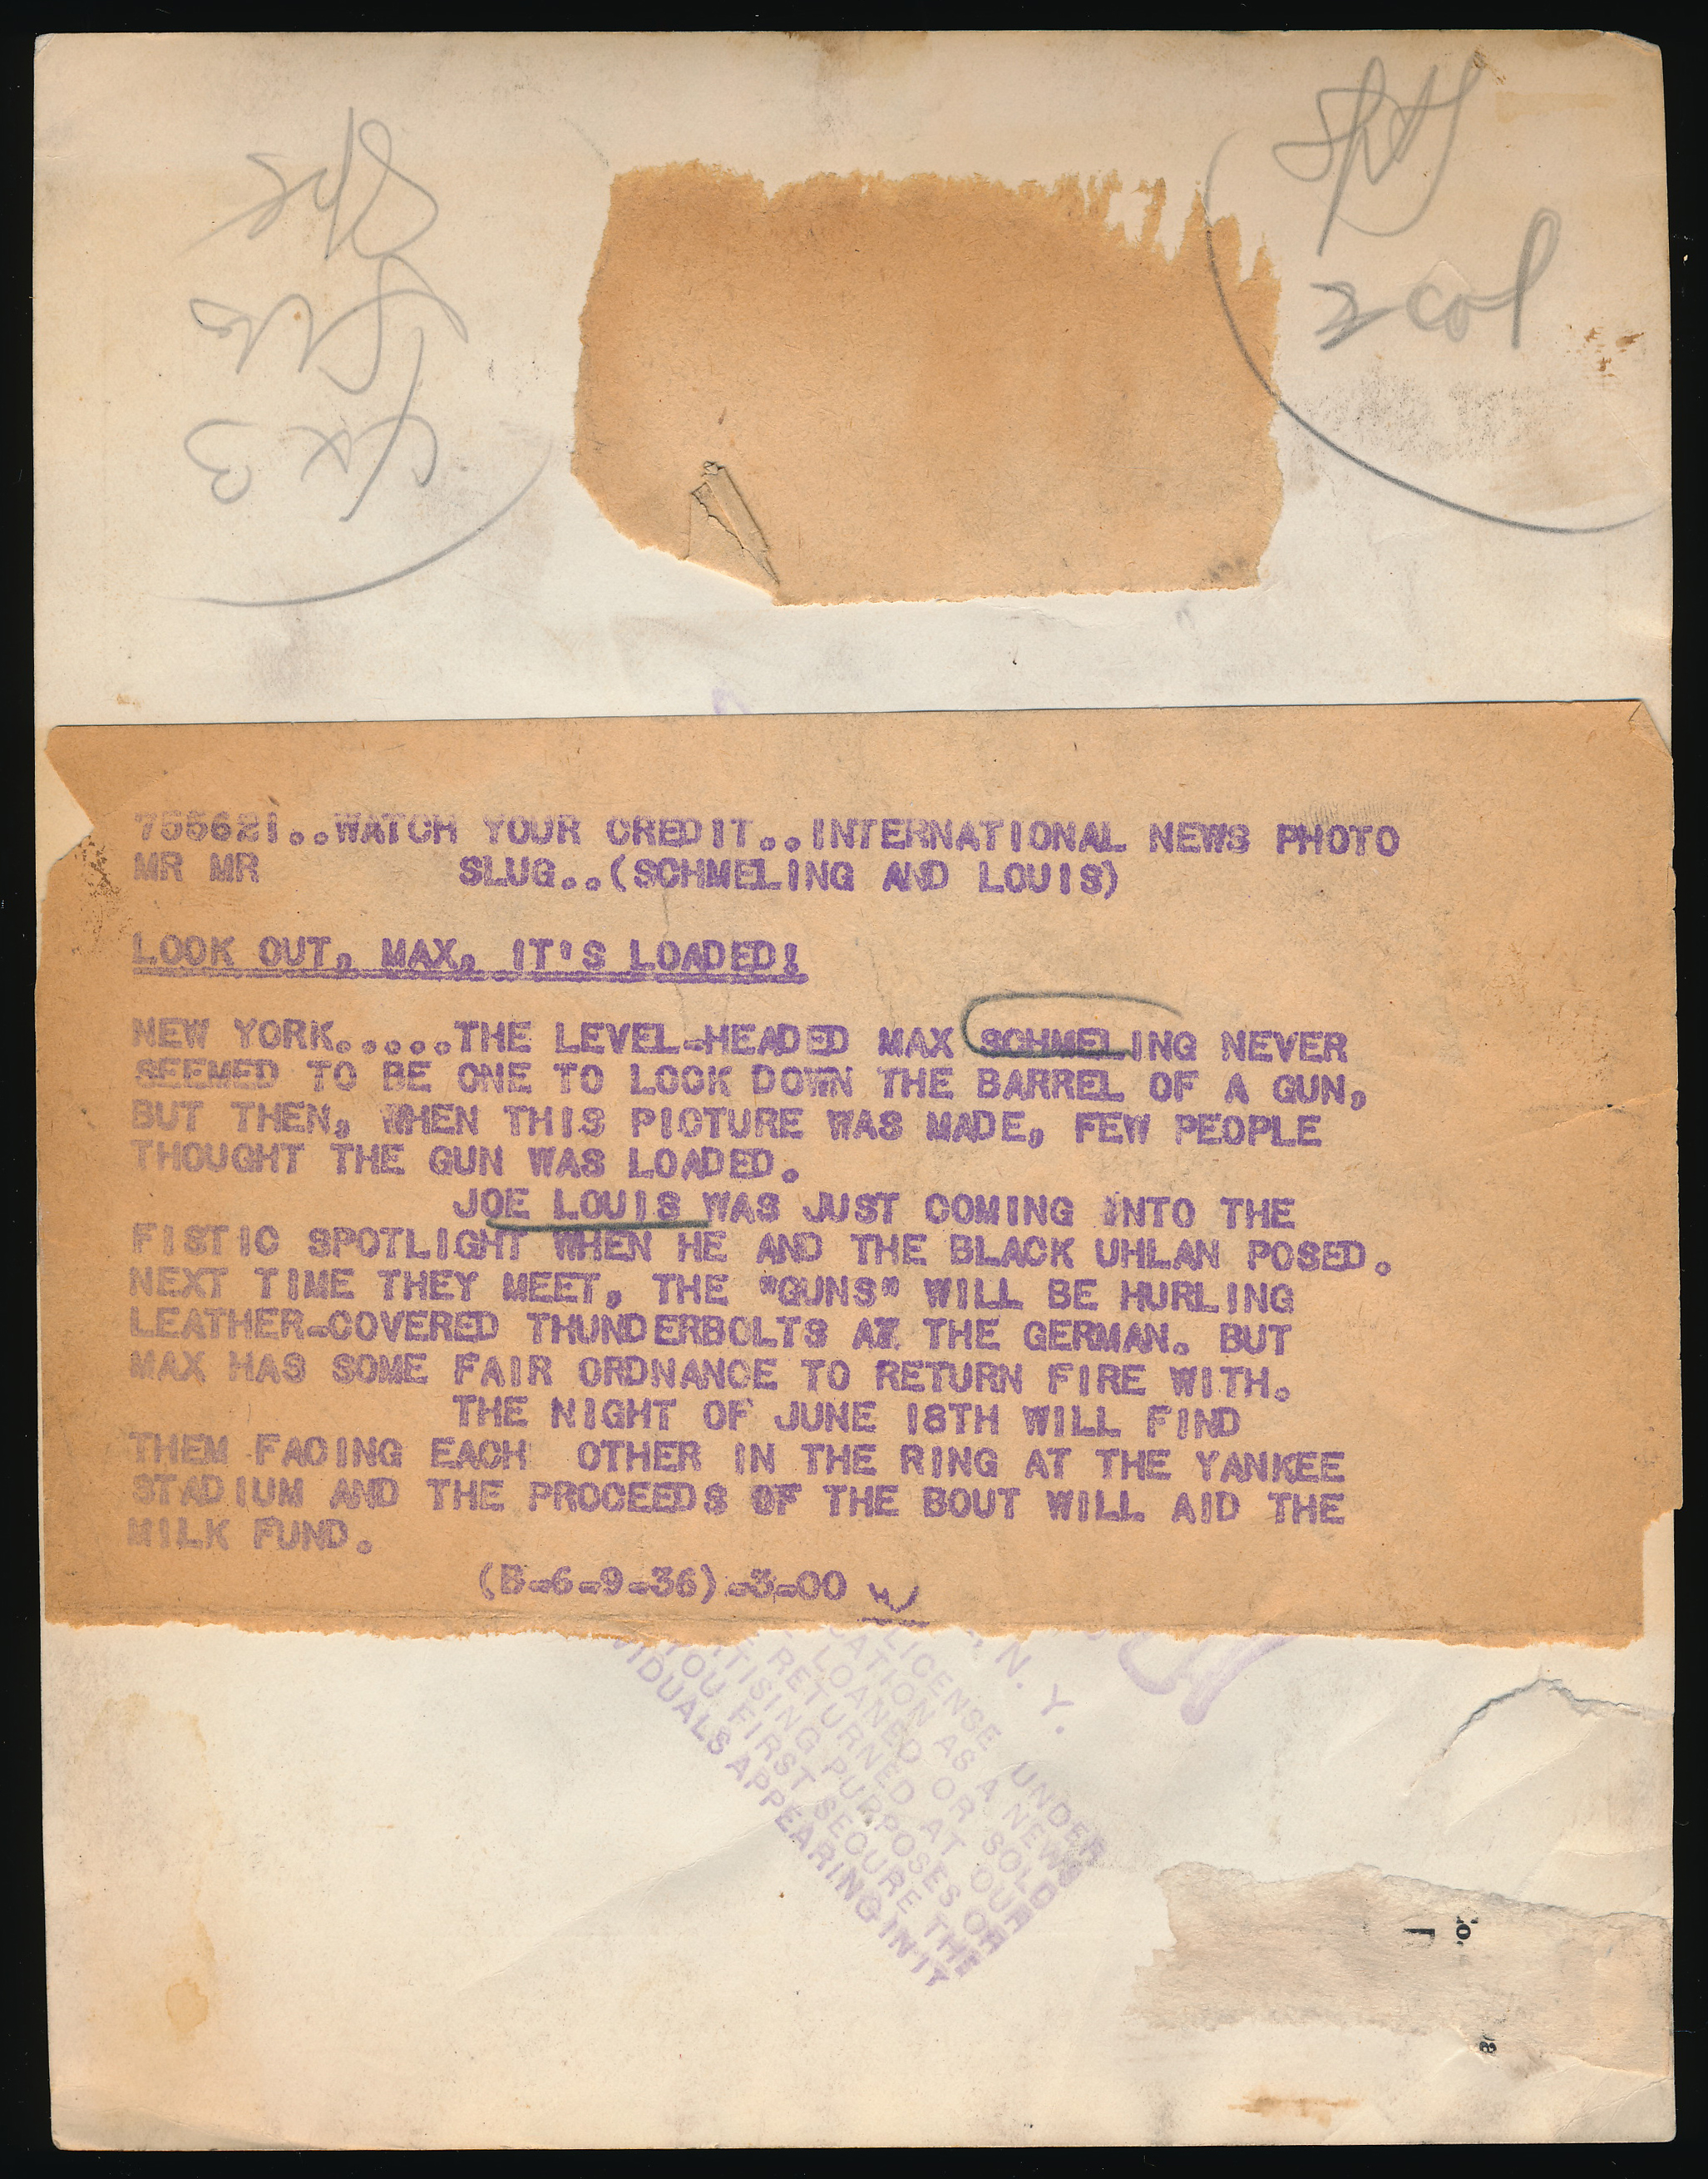 2 col
755621..WATCH YOUR CREDIT..INTERNATIONAL NEWS PHOTO
MR MR SLUG..(SCHMELING AND LOUIS)
LOOK OUT, MAX, IT'S LOADED!
NEW YORK.....THE LEVEL-HEADED MAX SCHMELING NEVER
SEEMED TO BE ONE TO LOOK DOWN THE BARREL OF A GUN,
BUT THEN, WHEN THIS PICTURE WAS MADE, FEW PEOPLE
THOUGHT THE GUN WAS LOADED.
JOE LOUIS WAS JUST COMING INTO THE
FISTIC SPOTLIGHT WHEN HE AND THE BLACK UHLAN POSED.
NEXT TIME THEY MEET, THE "GUNS" WILL BE HURLING
LEATHER-COVERED THUNDERBOLTS AT THE GERMAN. BUT
MAX HAS SOME FAIR ORDNANCE TO RETURN FIRE WITH.
THE NIGHT OF JUNE 18TH WILL FIND
THEM FACING EACH OTHER IN THE RING AT THE YANKEE
STADIUM AND THE PROCEEDS OF THE BOUT WILL AID THE
MILK FUND.
(B-6-9-36)-3-00
N. Y.
LICENSE UNDER
CATION AS A NEWS
LOANED OR SOLD
RETURNED AT OUR
TISING PURPOSES OR
YOU FIRST SECURE THE
VIDUALS APPEARING IN IT